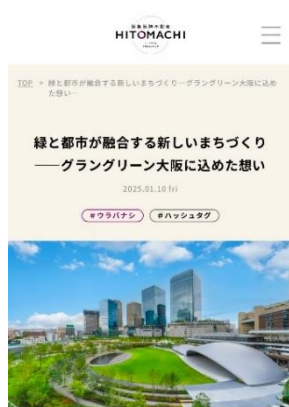 HITOMACHI
TOP > 緑と都市が融合する新しいまちづくり―グラングリーン大阪に込め
た想い―
緑と都市が融合する新しいまちづくり
――グラングリーン大阪に込めた想い
2025.01.10 fri
#ウラバナシ #ハッシュタグ